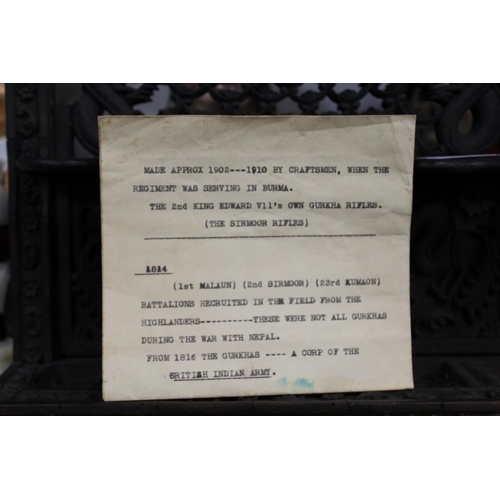 MADE APPROX 1902---1910 BY CRAFTSMEN, WHEN THE
REGIMENT WAS SERVING IN BURMA.
THE 2nd KING EDWARD V11's OWN GURKHA RIFLES.
(THE SIRMOOR RIFLES)
1814
(1st MALAUN) (2nd SIRMOOR) (23rd KUMAON)
BATTALIONS RECRUITED IN THE FIELD FROM THE
HIGHLANDERS----------THESE WERE NOT ALL GURKHAS
DURING THE WAR WITH NEPAL.
FROM 1816 THE GURKHAS ---- A CORP OF THE
BRITISH INDIAN ARMY.